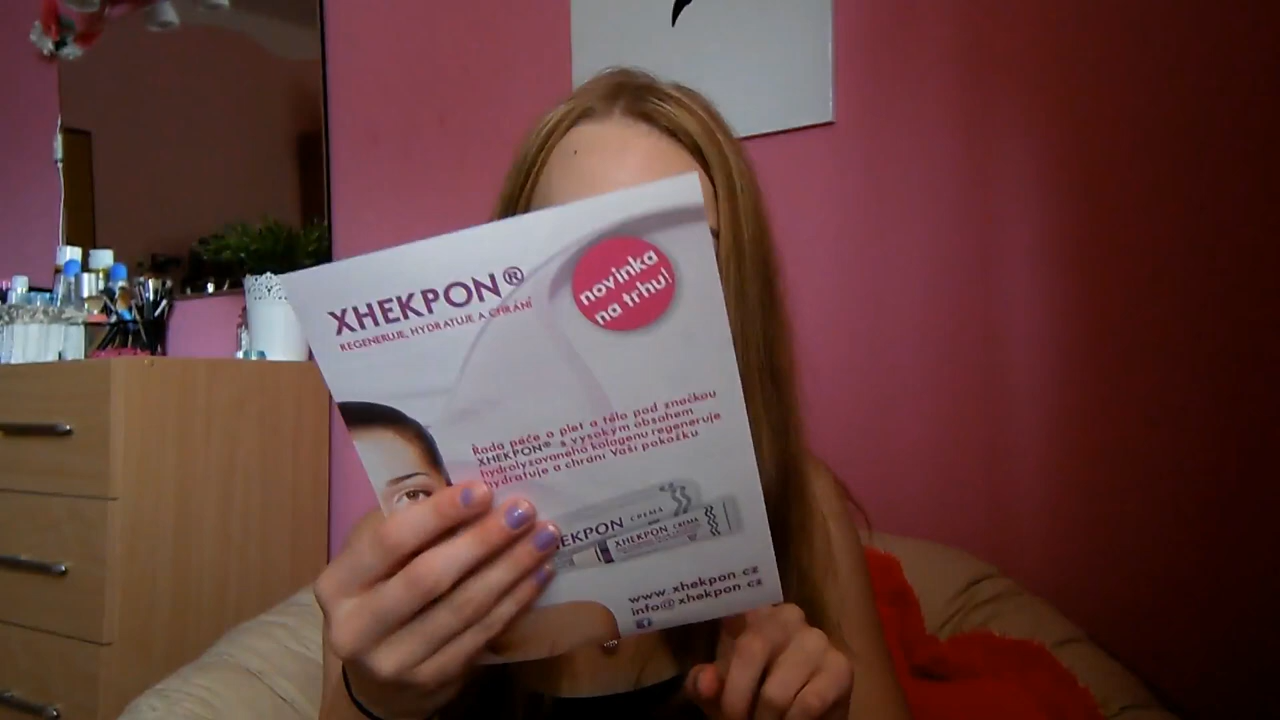 XHEKPON®
REGENERUJE, HYDRATUJE A CHRÁNÍ
novinka
na trhu!
Řada péče o pleť a tělo pod značkou
XHEKPON® s vysokým obsahem
hydrolyzovaného kolagenu regeneruje
hydratuje a chrání Vaší pokožku
EKPON CREMA
XHEKPON CREMA
www.xhekpon.cz
info@xhekpon.cz